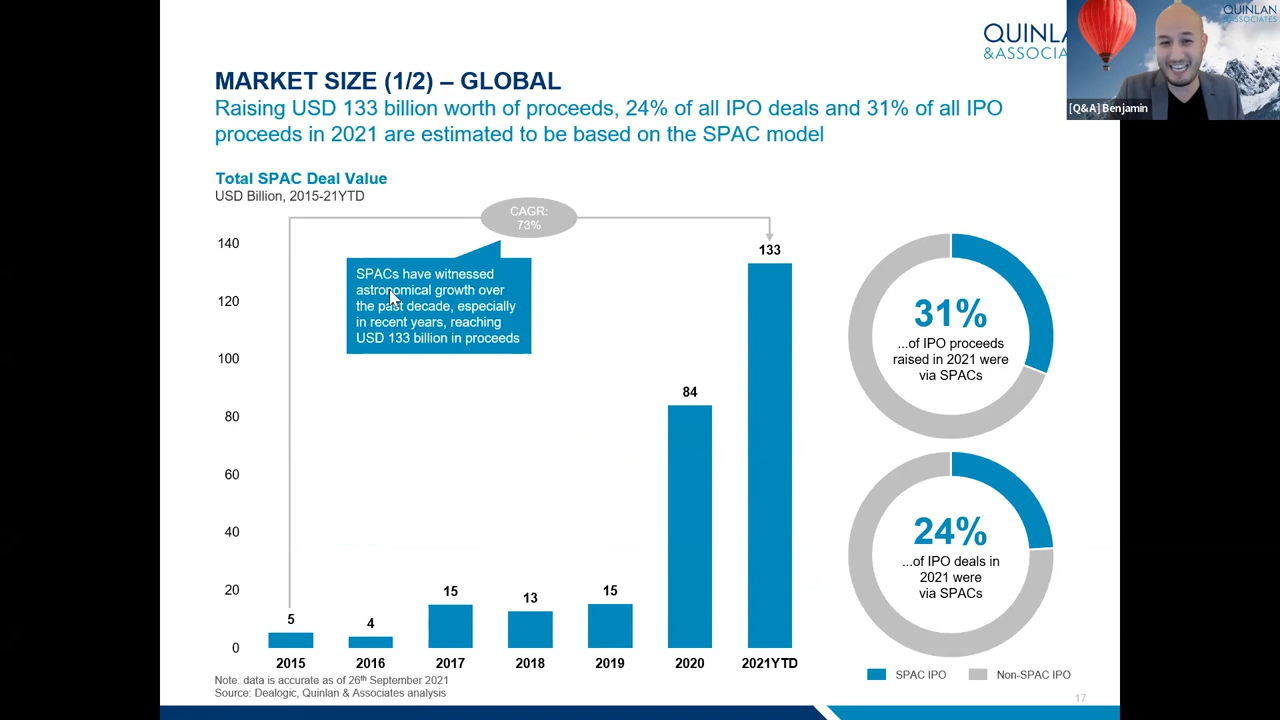 QUINLAN
&ASSOCIATES
QUINL
&ASSOCIA
[Q&A] Benjamin
MARKET SIZE (1/2) – GLOBAL
Raising USD 133 billion worth of proceeds, 24% of all IPO deals and 31% of all IPO
proceeds in 2021 are estimated to be based on the SPAC model
Total SPAC Deal Value
USD Billion, 2015-21YTD
CAGR:
73%
SPACs have witnessed
astronomical growth over
the past decade, especially
in recent years, reaching
USD 133 billion in proceeds
140
120
100
80
60
40
20
0
5
4
15
13
15
84
133
2015
2016
2017
2018
2019
2020
2021YTD
31%
...of IPO proceeds
raised in 2021 were
via SPACs
24%
...of IPO deals in
2021 were
via SPACs
SPAC IPO
Non-SPAC IPO
Note: data is accurate as of 26th September 2021
Source: Dealogic, Quinlan & Associates analysis
17